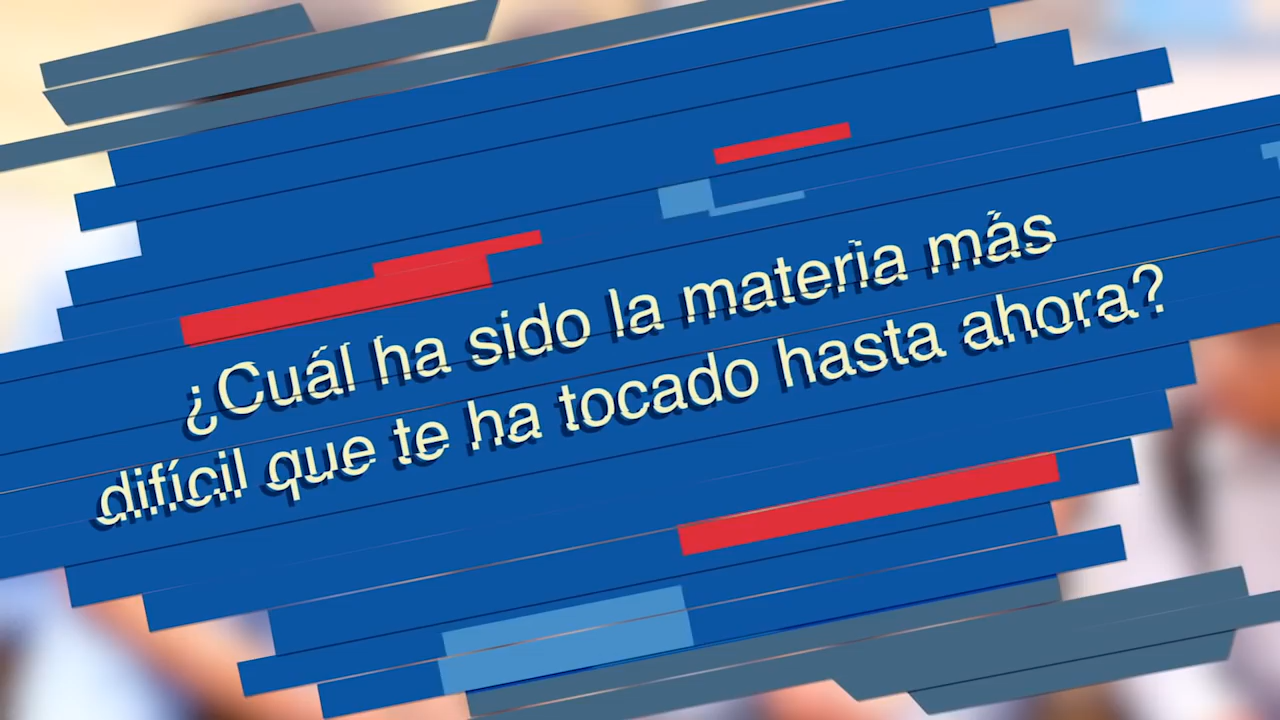 ¿Cuál ha sido la materia más
difícil que te ha tocado hasta ahora?